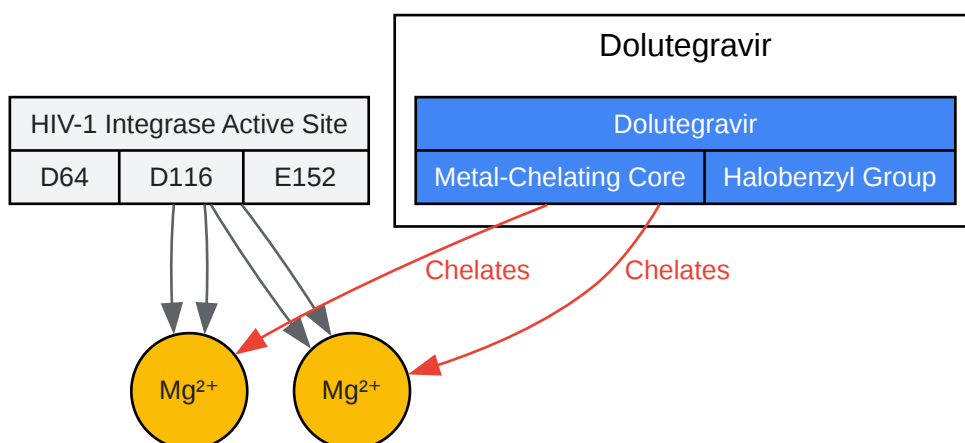 Dolutegravir
HIV-1 Integrase Active Site
D64 D116 E152
Dolutegravir
Metal-Chelating Core Halobenzyl Group
Chelates Chelates
Mg²⁺ Mg²⁺